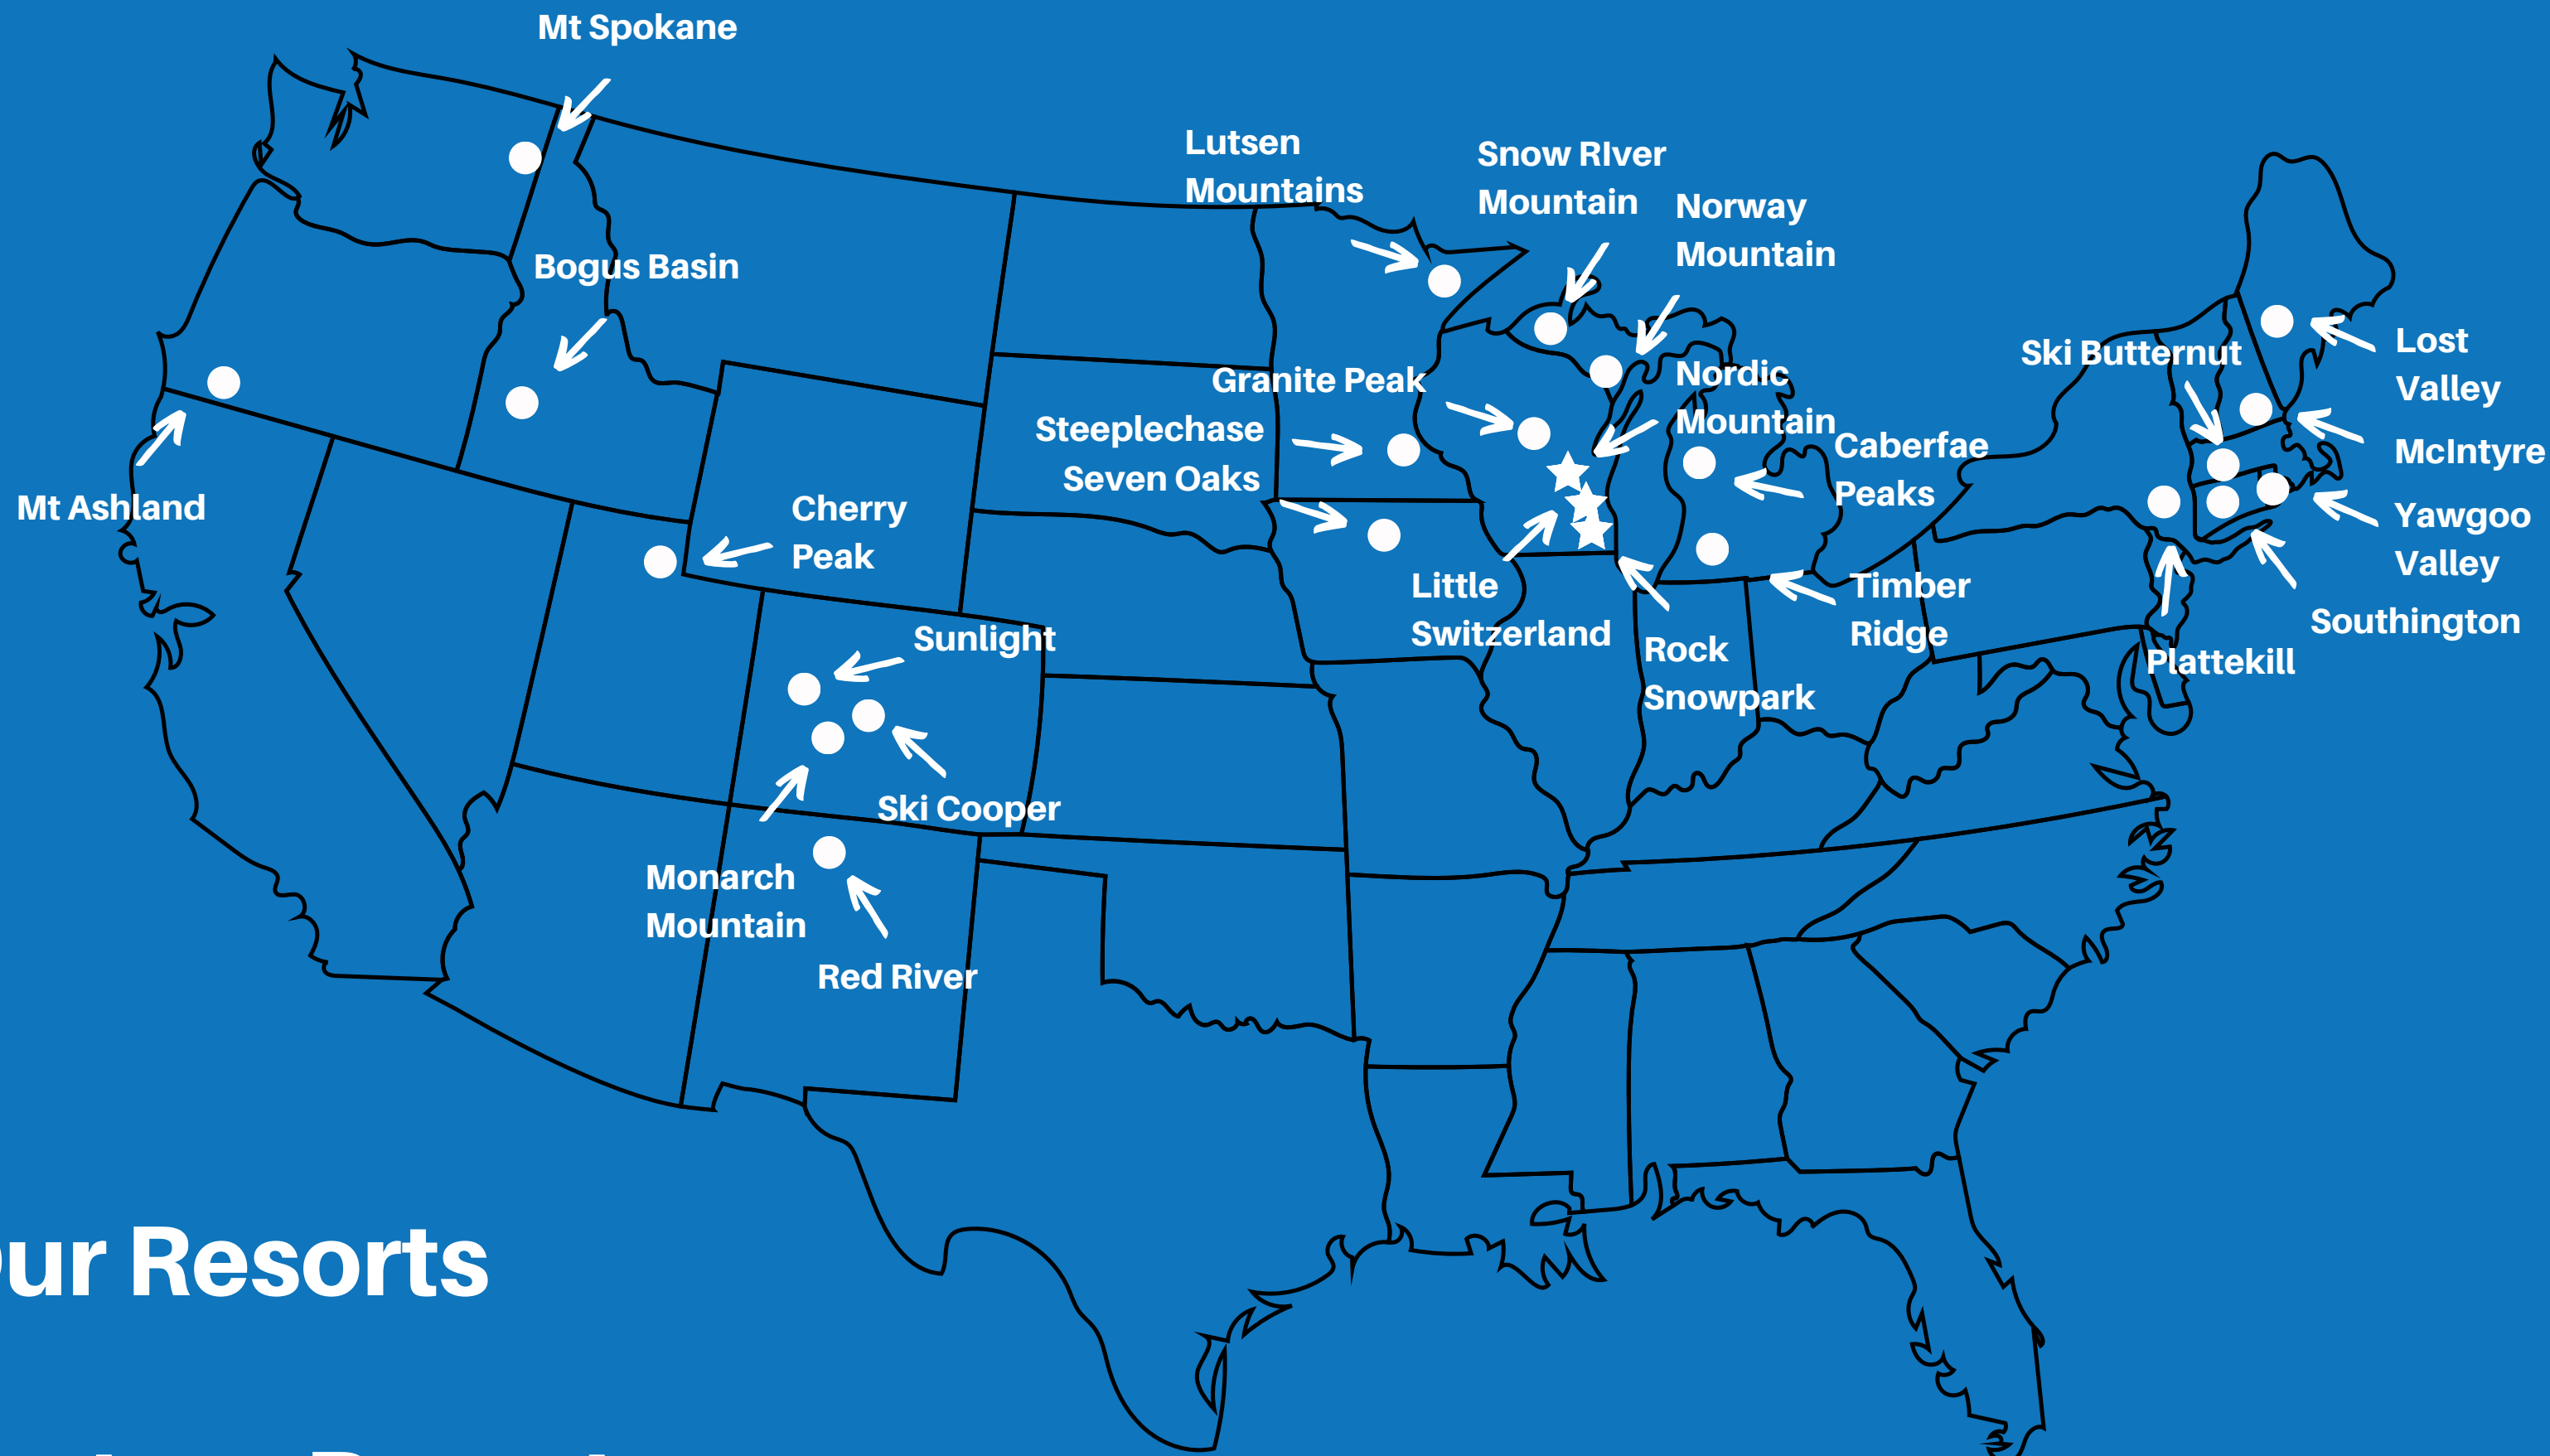 Mt Spokane
Lutsen
Mountains
Snow RIver
Mountain
Norway
Mountain
Bogus Basin
Ski Butternut
Lost
Valley
Granite Peak
Nordic
Mountain
Steeplechase
Seven Oaks
Caberfae
Peaks
McIntyre
Mt Ashland
Cherry
Peak
Yawgoo
Valley
Little
Switzerland
Timber
Ridge
Southington
Sunlight
Rock
Snowpark
Plattekill
Ski Cooper
Monarch
Mountain
Red River
ur Resorts